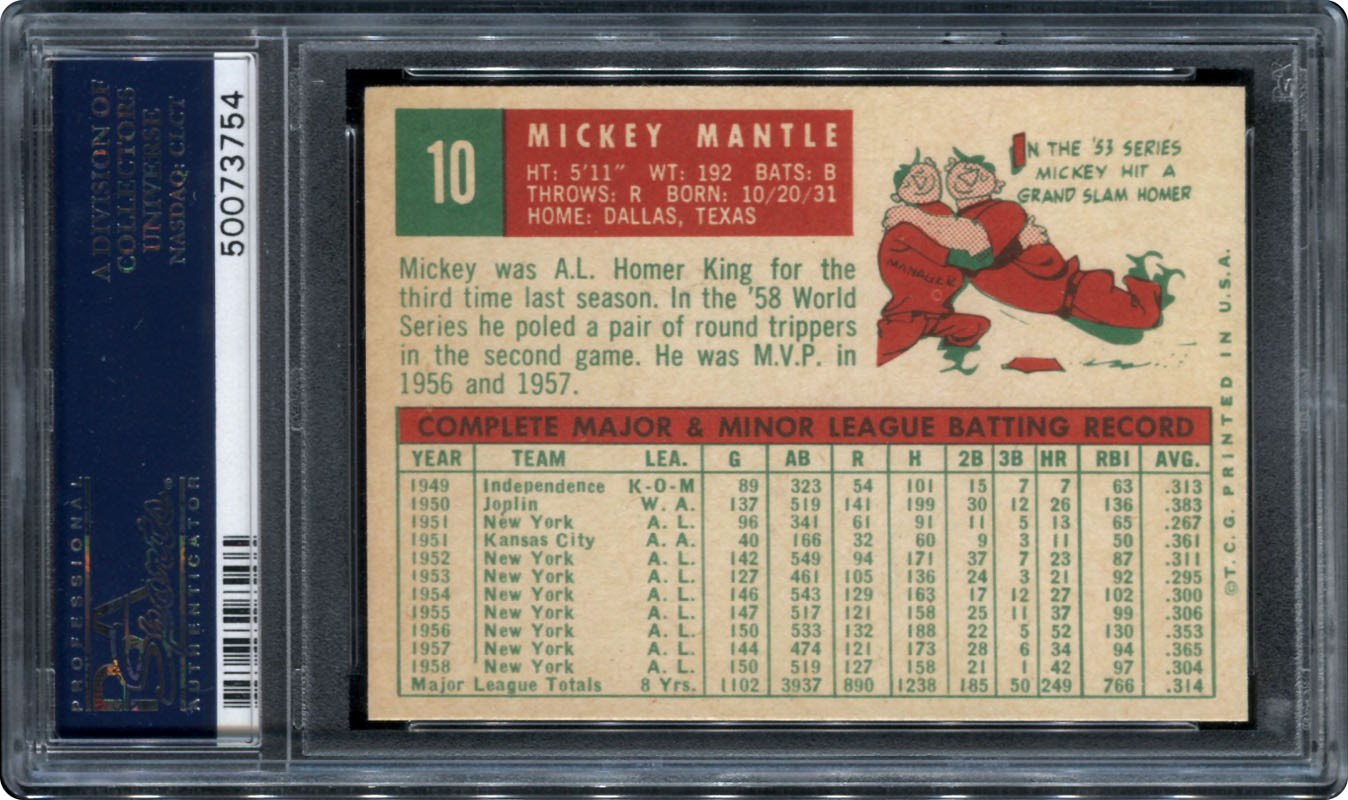 A DIVISION OF
COLLECTORS
UNIVERSE
NASDAQ: CLCT
50073754
PROFESSIONAL
PSA
Sports
AUTHENTICATOR
10
MICKEY MANTLE
HT: 5'11" WT: 192 BATS: B
THROWS: R BORN: 10/20/31
HOME: DALLAS, TEXAS
IN THE '53 SERIES
MICKEY HIT A
GRAND SLAM HOMER
MANAGER
Mickey was A.L. Homer King for the
third time last season. In the '58 World
Series he poled a pair of round trippers
in the second game. He was M.V.P. in
1956 and 1957.
COMPLETE MAJOR & MINOR LEAGUE BATTING RECORD
YEAR TEAM LEA. G AB R H 2B 3B HR RBI AVG.
1949 Independence K-O-M 89 323 54 101 15 7 7 63 .313
1950 Joplin W. A. 137 519 141 199 30 12 26 136 .383
1951 New York A. L. 96 341 61 91 11 5 13 65 .267
1951 Kansas City A. A. 40 166 32 60 9 3 11 50 .361
1952 New York A. L. 142 549 94 171 37 7 23 87 .311
1953 New York A. L. 127 461 105 136 24 3 21 92 .295
1954 New York A. L. 146 543 129 163 17 12 27 102 .300
1955 New York A. L. 147 517 121 158 25 11 37 99 .306
1956 New York A. L. 150 533 132 188 22 5 52 130 .353
1957 New York A. L. 144 474 121 173 28 6 34 94 .365
1958 New York A. L. 150 519 127 158 21 1 42 97 .304
Major League Totals 8 Yrs. 1102 3937 890 1238 185 50 249 766 .314
©T.C.G. PRINTED IN U.S.A.